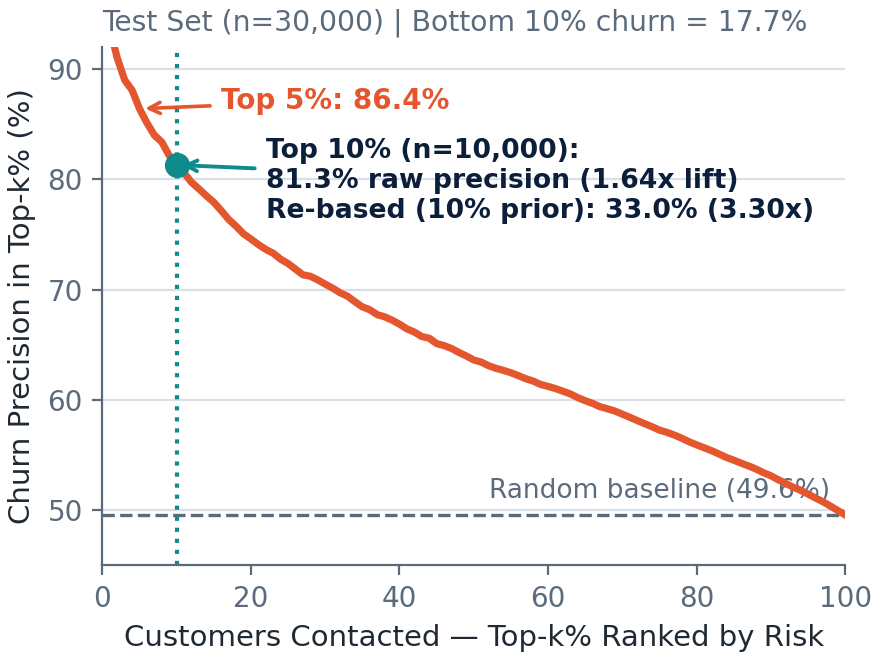 Test Set (n=30,000) | Bottom 10% churn = 17.7%
90
80
70
60
50
Churn Precision in Top-k% (%)
Top 5%: 86.4%
Top 10% (n=10,000):
81.3% raw precision (1.64x lift)
Re-based (10% prior): 33.0% (3.30x)
Random baseline (49.6%)
0
20
40
60
80
100
Customers Contacted — Top-k% Ranked by Risk